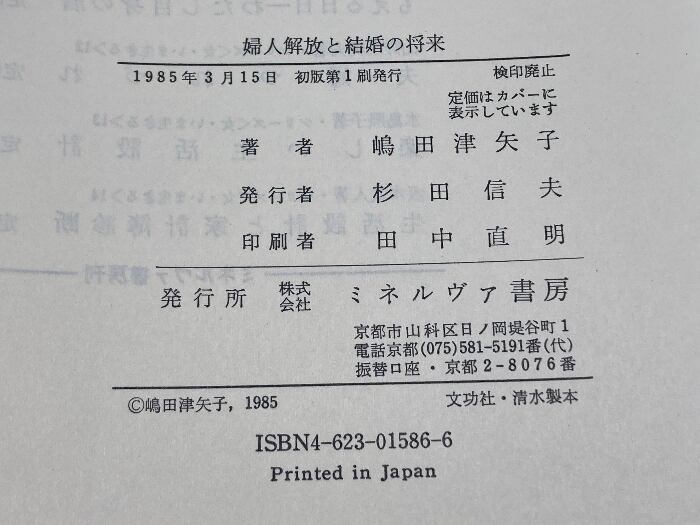 婦人解放と結婚の将来
1985年3月15日 初版第1刷発行 検印廃止
定価はカバーに
表示しています
著者 嶋田津矢子
発行者 杉田信夫
印刷者 田中直明
発行所 株式会社 ミネルヴァ書房
京都市山科区日ノ岡堤谷町1
電話京都(075)581-5191番(代)
振替口座・京都2-8076番
©嶋田津矢子, 1985 文功社・清水製本
ISBN4-623-01586-6
Printed in Japan